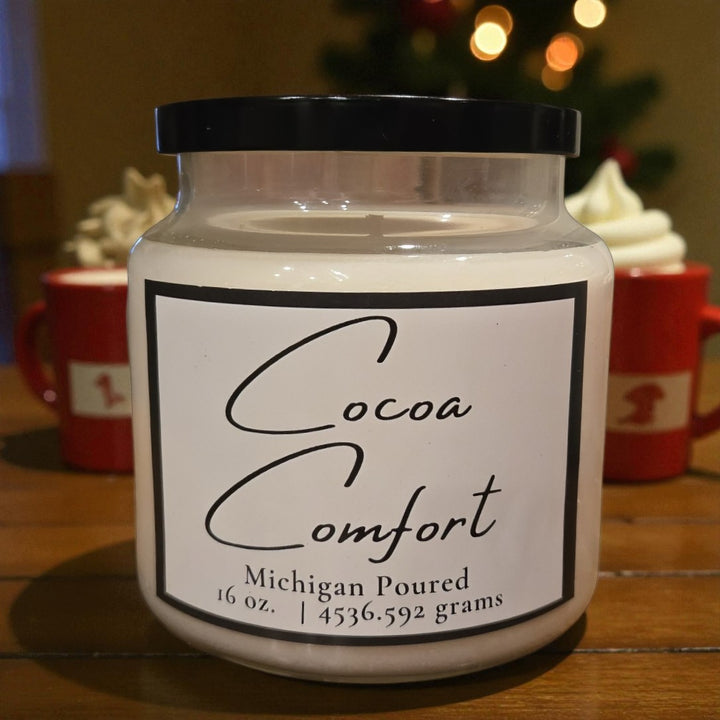 Cocoa
Comfort
Michigan Poured
16 oz. | 4536.592 grams